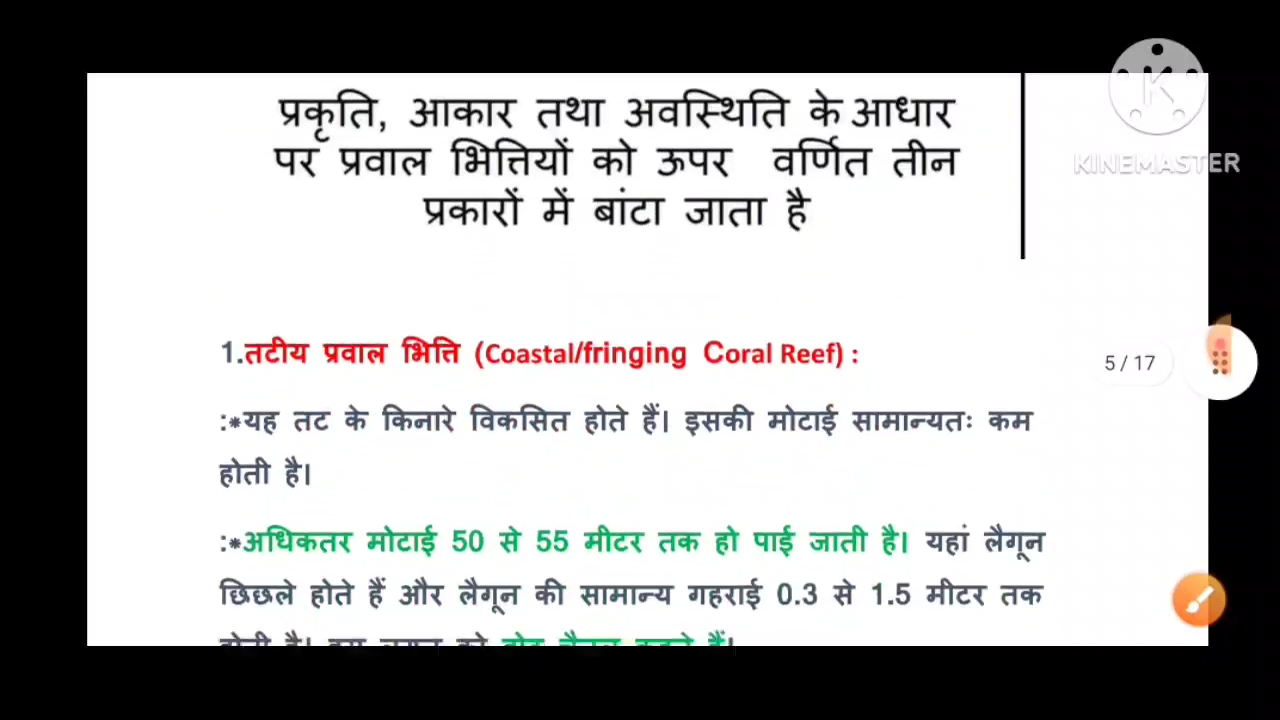 प्रकृति, आकार तथा अवस्थिति के आधार
पर प्रवाल भित्तियों को ऊपर वर्णित तीन
प्रकारों में बांटा जाता है
KINEMASTER
1.तटीय प्रवाल भित्ति (Coastal/fringing Coral Reef) :
5 / 17
:*यह तट के किनारे विकसित होते हैं। इसकी मोटाई सामान्यतः कम
होती है।
:*अधिकतर मोटाई 50 से 55 मीटर तक हो पाई जाती है। यहां लैगून
छिछले होते हैं और लैगून की सामान्य गहराई 0.3 से 1.5 मीटर तक
होती है।